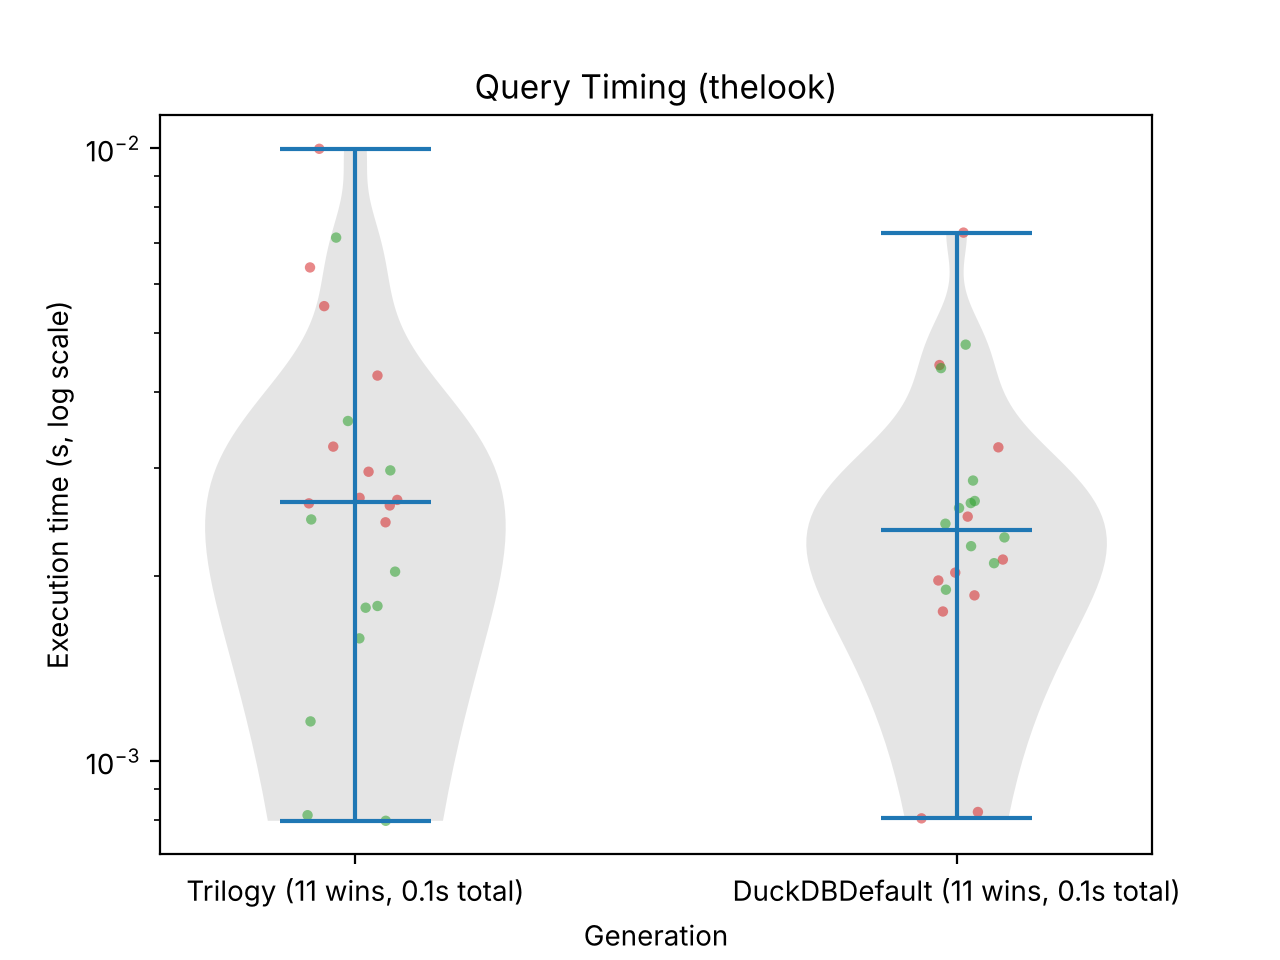 Query Timing (thelook)
10⁻²
10⁻³
Execution time (s, log scale)
Trilogy (11 wins, 0.1s total)
DuckDBDefault (11 wins, 0.1s total)
Generation